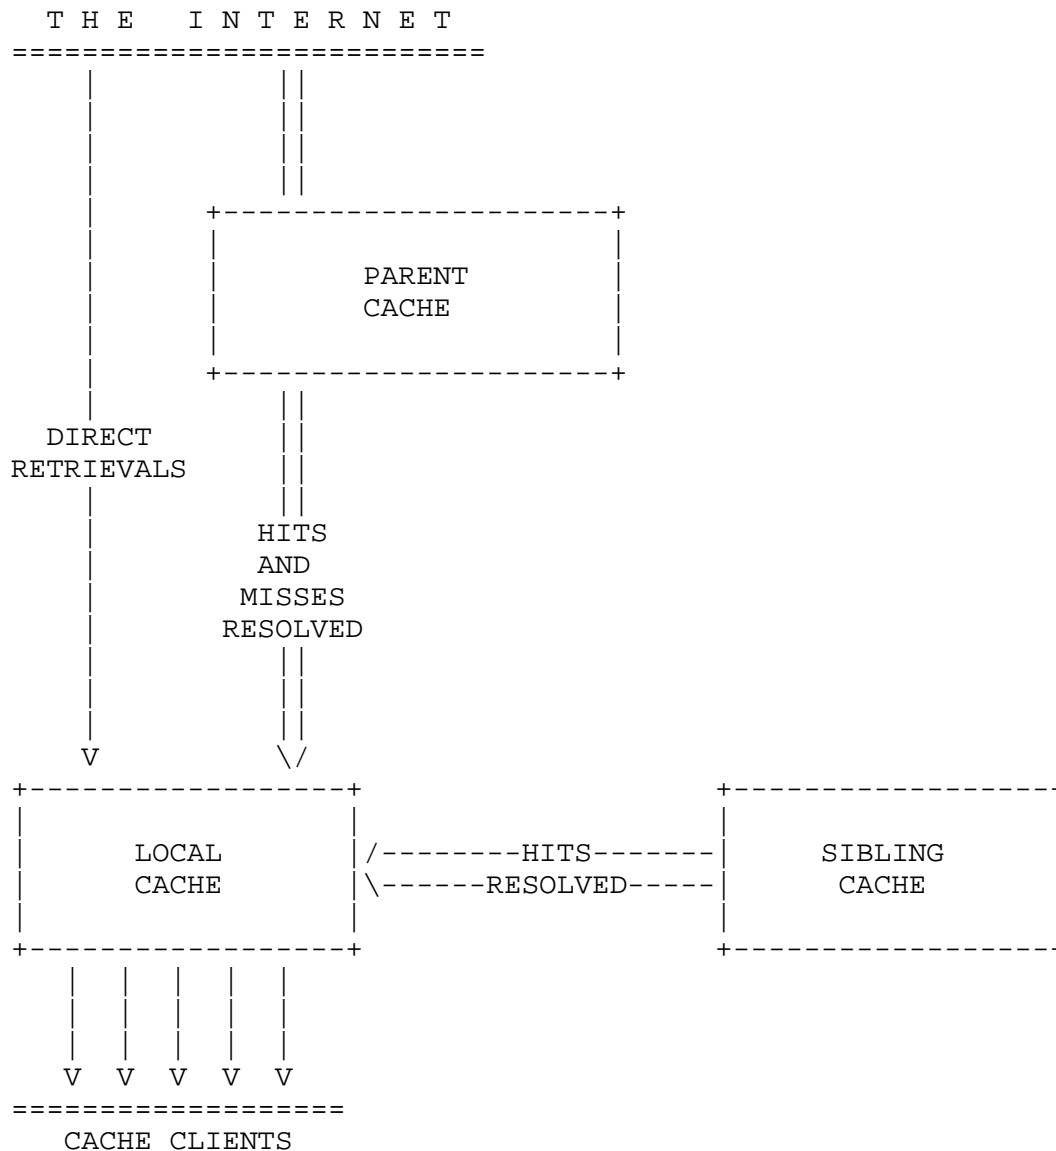 T H E   I N T E R N E T
DIRECT
RETRIEVALS
PARENT
CACHE
HITS
AND
MISSES
RESOLVED
LOCAL
CACHE
HITS
RESOLVED
SIBLING
CACHE
CACHE CLIENTS